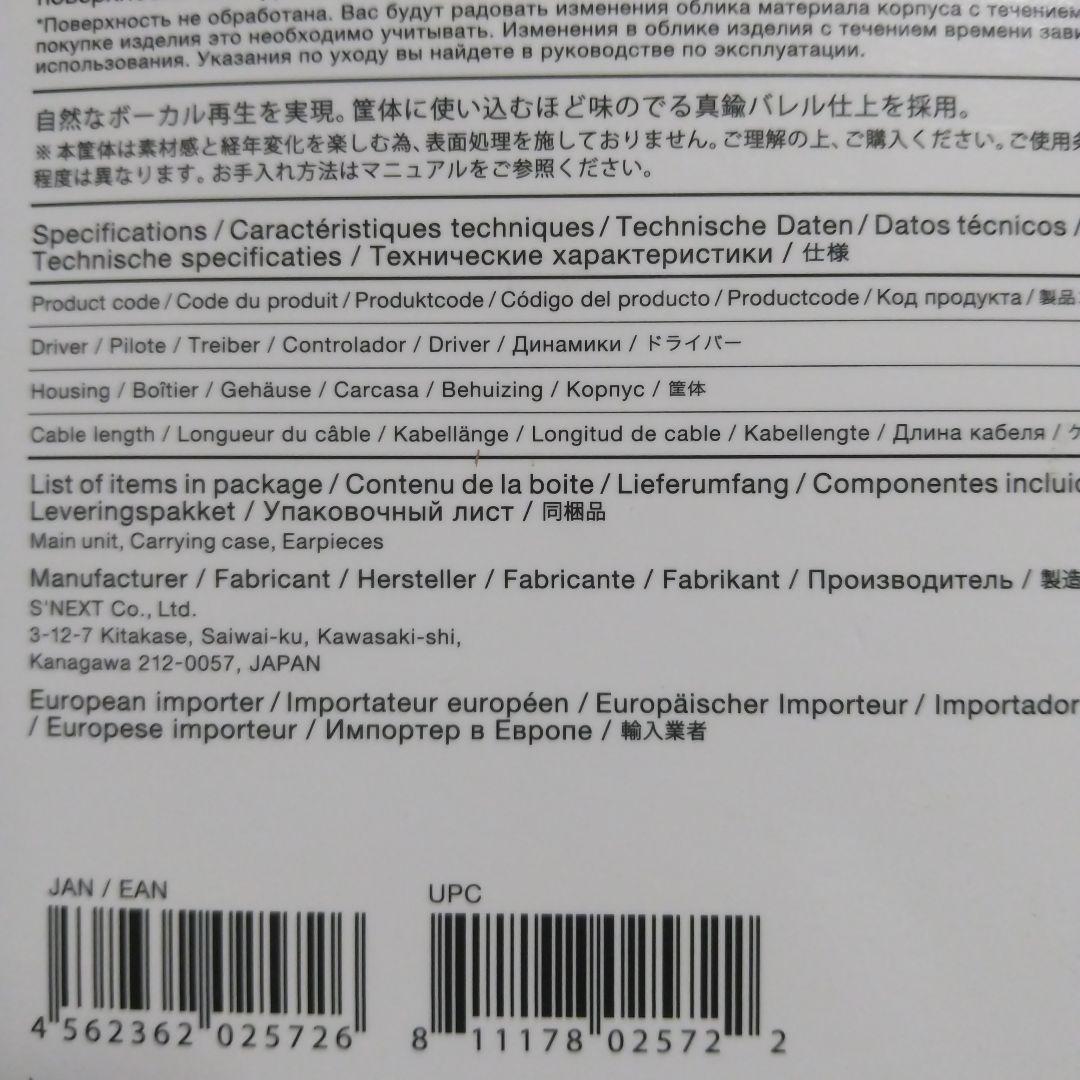 *Поверхность не обработана. Вас будут радовать изменения облика материала корпуса с течением
покупке изделия это необходимо учитывать. Изменения в облике изделия с течением времени
использования. Указания по уходу вы найдете в руководстве по эксплуатации.
自然なボーカル再生を実現。筐体に使い込むほど味のでる真鍮バレル仕上を採用。
※本筐体は素材感と経年変化を楽しむ為、表面処理を施しておりません。ご理解の上、ご購入ください。ご使用
程度は異なります。お手入れ方法はマニュアルをご参照ください。
Specifications / Caractéristiques techniques / Technische Daten / Datos técnicos /
Technische specificaties / Технические характеристики / 仕様
Product code / Code du produit / Produktcode / Código del producto / Productcode / Код продукта / 製品
Driver / Pilote / Treiber / Controlador / Driver / Динамики / ドライバー
Housing / Boîtier / Gehäuse / Carcasa / Behuizing / Корпус / 筐体
Cable length / Longueur du câble / Kabellänge / Longitud de cable / Kabellengte / Длина кабеля /
List of items in package / Contenu de la boite / Lieferumfang / Componentes
Leveringspakket / Упаковочный лист / 同梱品
Main unit, Carrying case, Earpieces
Manufacturer / Fabricant / Hersteller / Fabricante / Fabrikant / Производитель / 製造
S'NEXT Co., Ltd.
3-12-7 Kitakase, Saiwai-ku, Kawasaki-shi,
Kanagawa 212-0057, JAPAN
European importer / Importateur européen / Europäischer Importeur / Importador
/ Europese importeur / Импортер в Европе / 輸入業者
JAN / EAN UPC
4 562362 025726 8 11178 02572 2